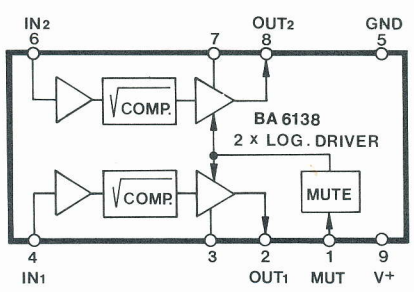 IN2 OUT2 GND
6 7 8 5
√COMP.
BA 6138
2 x LOG. DRIVER
√COMP.
MUTE
4 3 2 1 9
IN1 OUT1 MUT V+